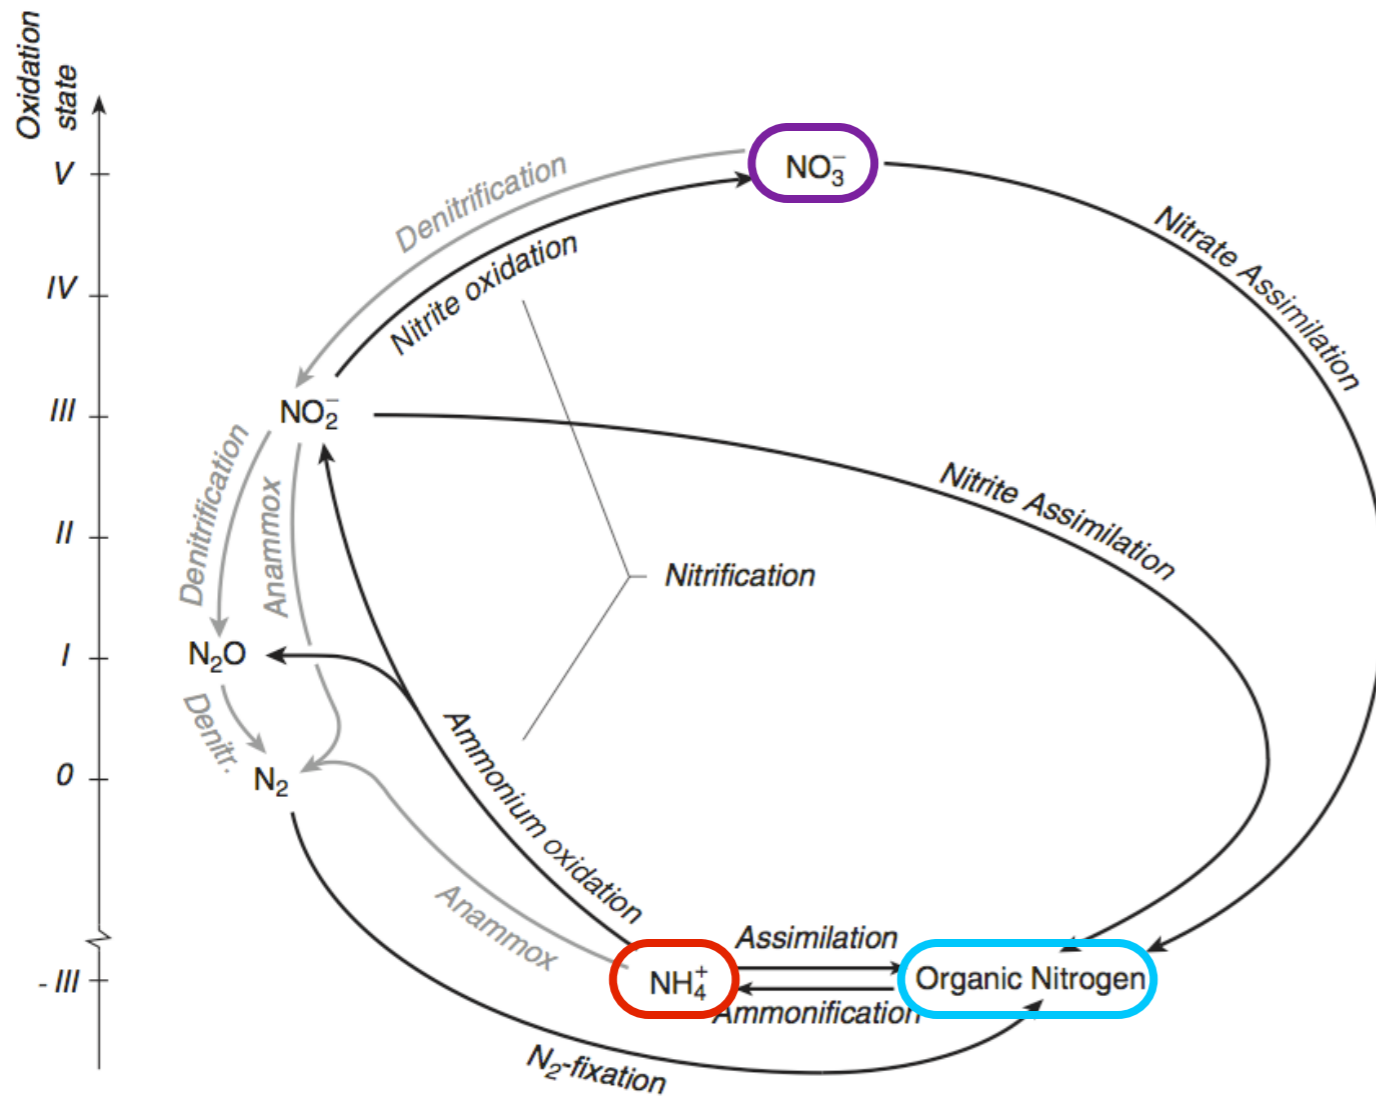 Oxidation
state
V
IV
III
II
I
0
- III
NO₃⁻
Denitrification
Nitrite oxidation
Nitrate Assimilation
NO₂⁻
Nitrite Assimilation
Denitrification
Anammox
Nitrification
N₂O
Denitr.
N₂
Ammonium oxidation
Anammox
Assimilation
NH₄⁺
Organic Nitrogen
Ammonification
N₂-fixation